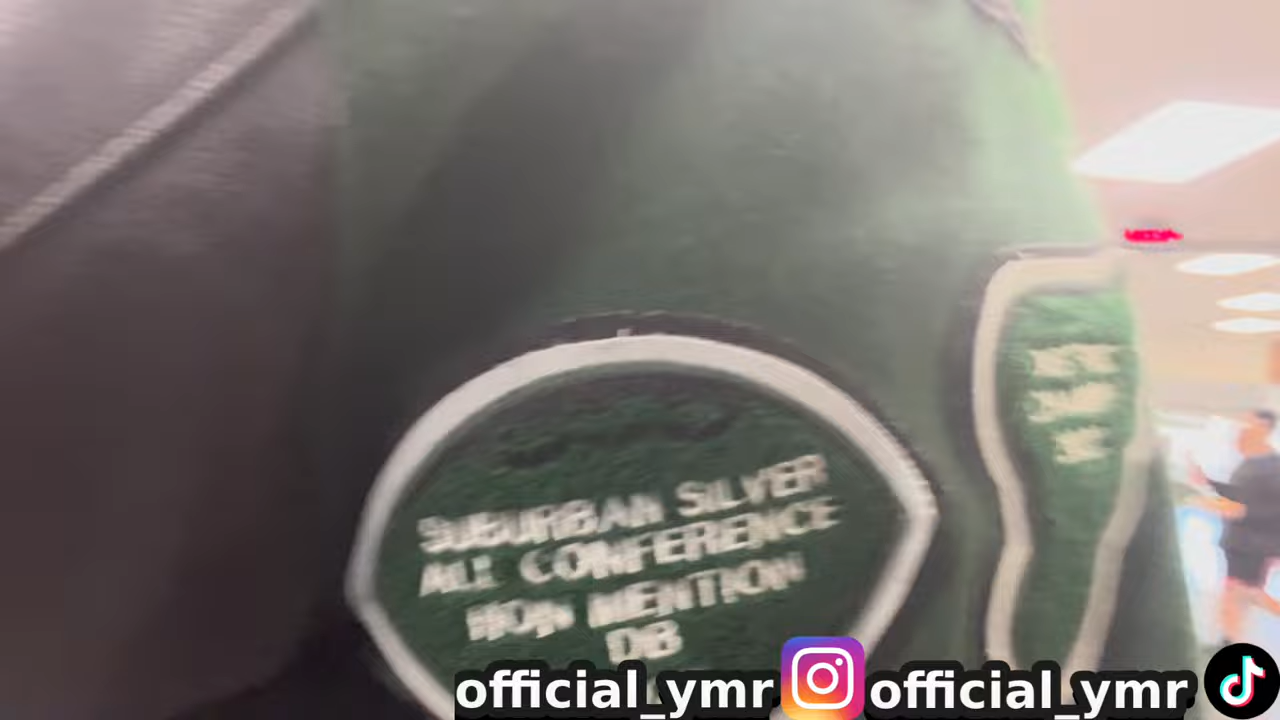 SUBURBAN SILVER
ALL CONFERENCE
HON MENTION
DB
official_ymr official_ymr